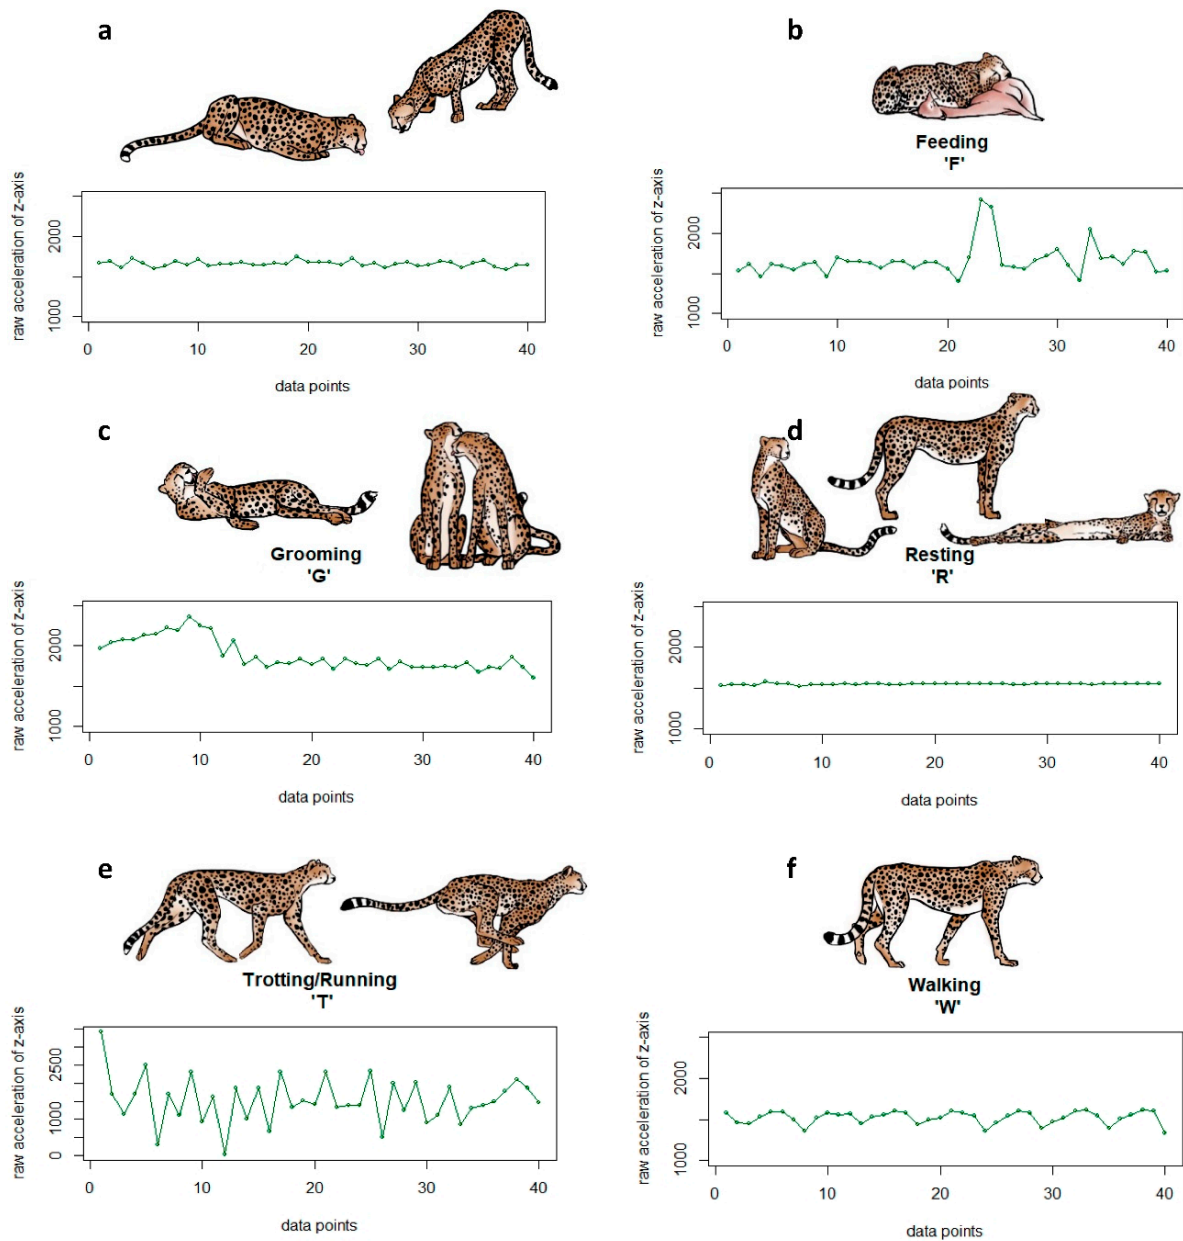 a
raw acceleration of z-axis
2000
1000
0 10 20 30 40
data points
b
Feeding
'F'
raw acceleration of z-axis
2000
1000
0 10 20 30 40
data points
c
Grooming
'G'
raw acceleration of z-axis
2000
1000
0 10 20 30 40
data points
d
Resting
'R'
raw acceleration of z-axis
2000
1000
0 10 20 30 40
data points
e
Trotting/Running
'T'
raw acceleration of z-axis
2500
1000
0
0 10 20 30 40
data points
f
Walking
'W'
raw acceleration of z-axis
2000
1000
0 10 20 30 40
data points